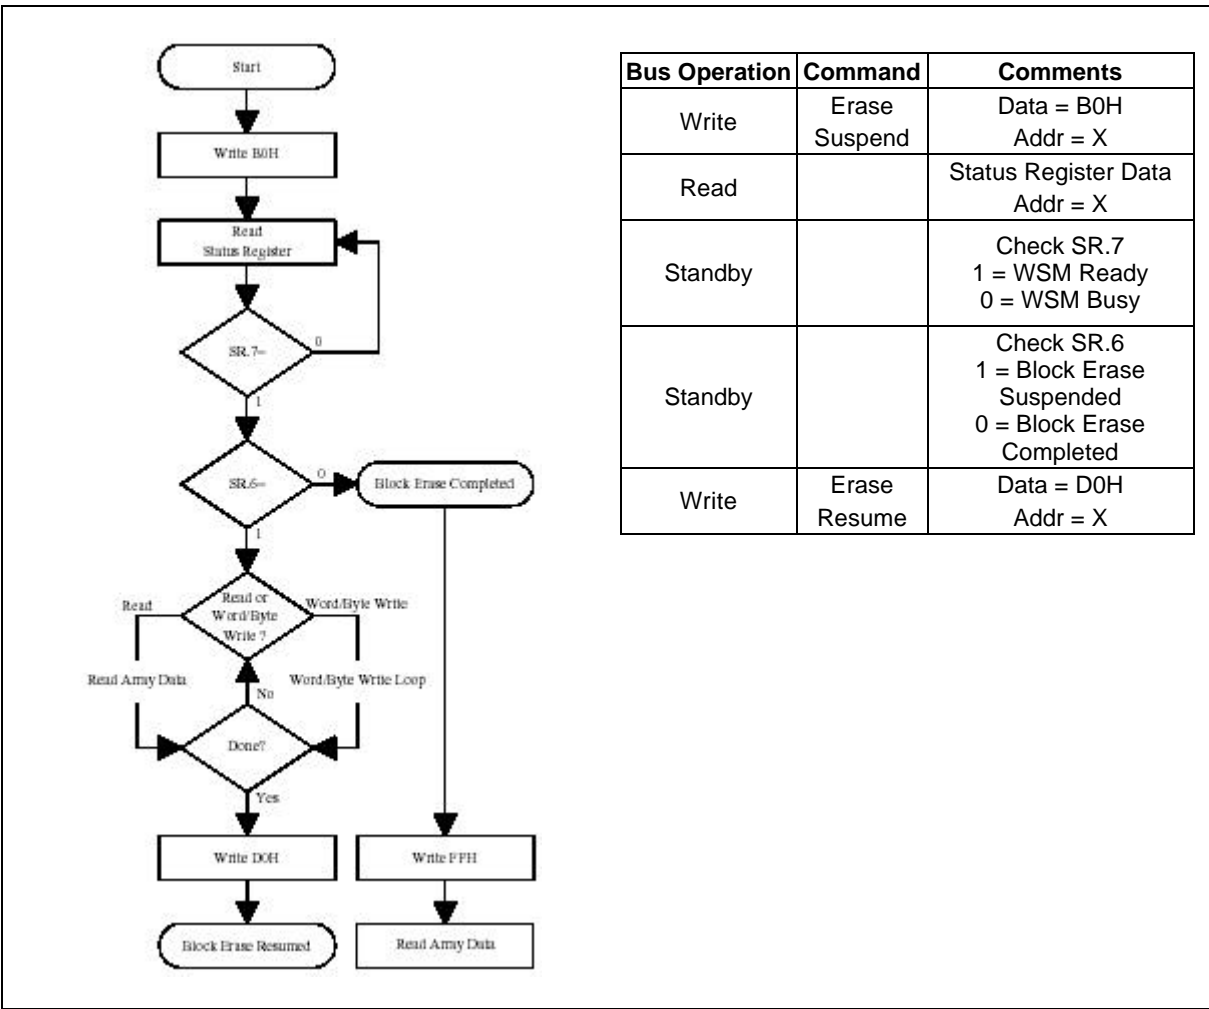 Start
Write B0H
Read
Status Register
SR.7=
0
1
SR.6=
0
Block Erase Completed
1
Read or
Word/Byte
Write ?
Read
Word/Byte Write
Read Array Data
Word/Byte Write Loop
No
Done?
Yes
Write D0H
Write FFH
Block Erase Resumed
Read Array Data
Bus Operation Command Comments
Write
Erase
Suspend
Data = B0H
Addr = X
Read
Status Register Data
Addr = X
Standby
Check SR.7
1 = WSM Ready
0 = WSM Busy
Standby
Check SR.6
1 = Block Erase
Suspended
0 = Block Erase
Completed
Write
Erase
Resume
Data = D0H
Addr = X